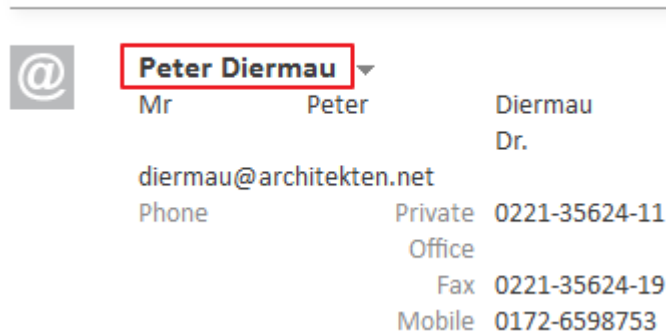 @
Peter Diermau
Mr Peter Diermau
Dr.
diermau@architekten.net
Phone Private 0221-35624-11
Office
Fax 0221-35624-19
Mobile 0172-6598753